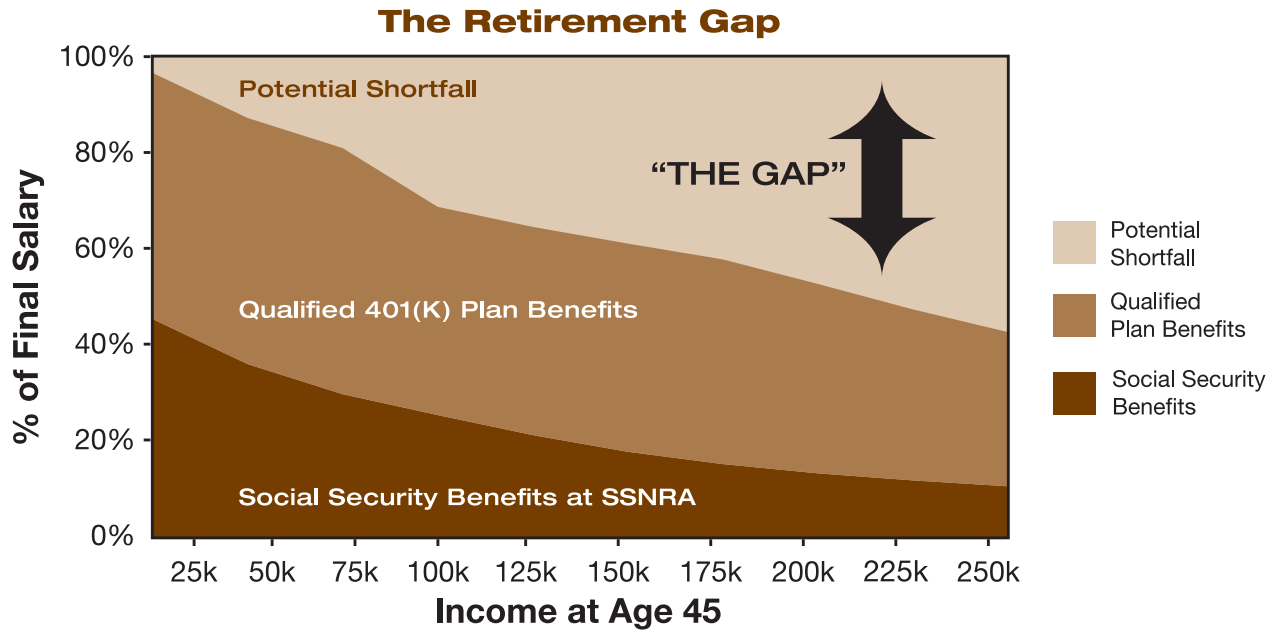 The Retirement Gap
% of Final Salary
100%
80%
60%
40%
20%
0%
Potential Shortfall
“THE GAP”
Qualified 401(K) Plan Benefits
Social Security Benefits at SSNRA
25k 50k 75k 100k 125k 150k 175k 200k 225k 250k
Income at Age 45
Potential
Shortfall
Qualified
Plan Benefits
Social Security
Benefits